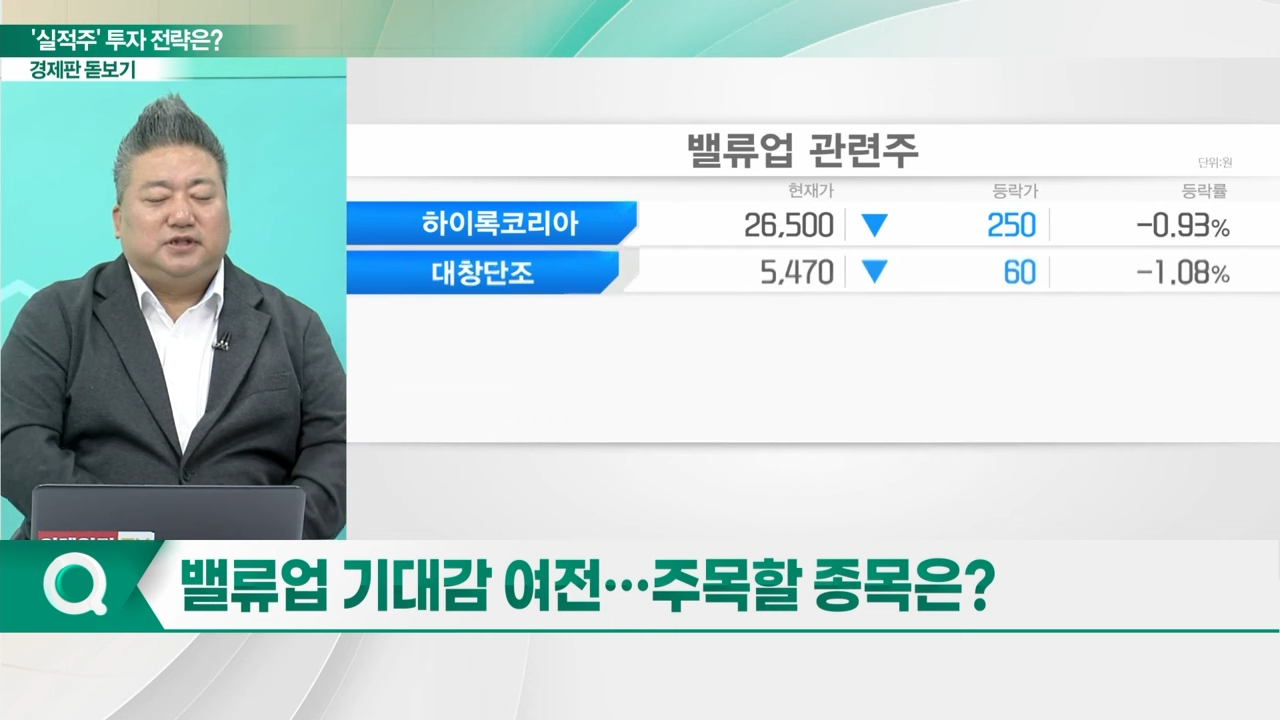 '실적주' 투자 전략은?
경제판 돋보기
밸류업 관련주
단위:원
현재가 등락가 등락률
하이록코리아 26,500 ▼ 250 -0.93%
대창단조 5,470 ▼ 60 -1.08%
밸류업 기대감 여전…주목할 종목은?